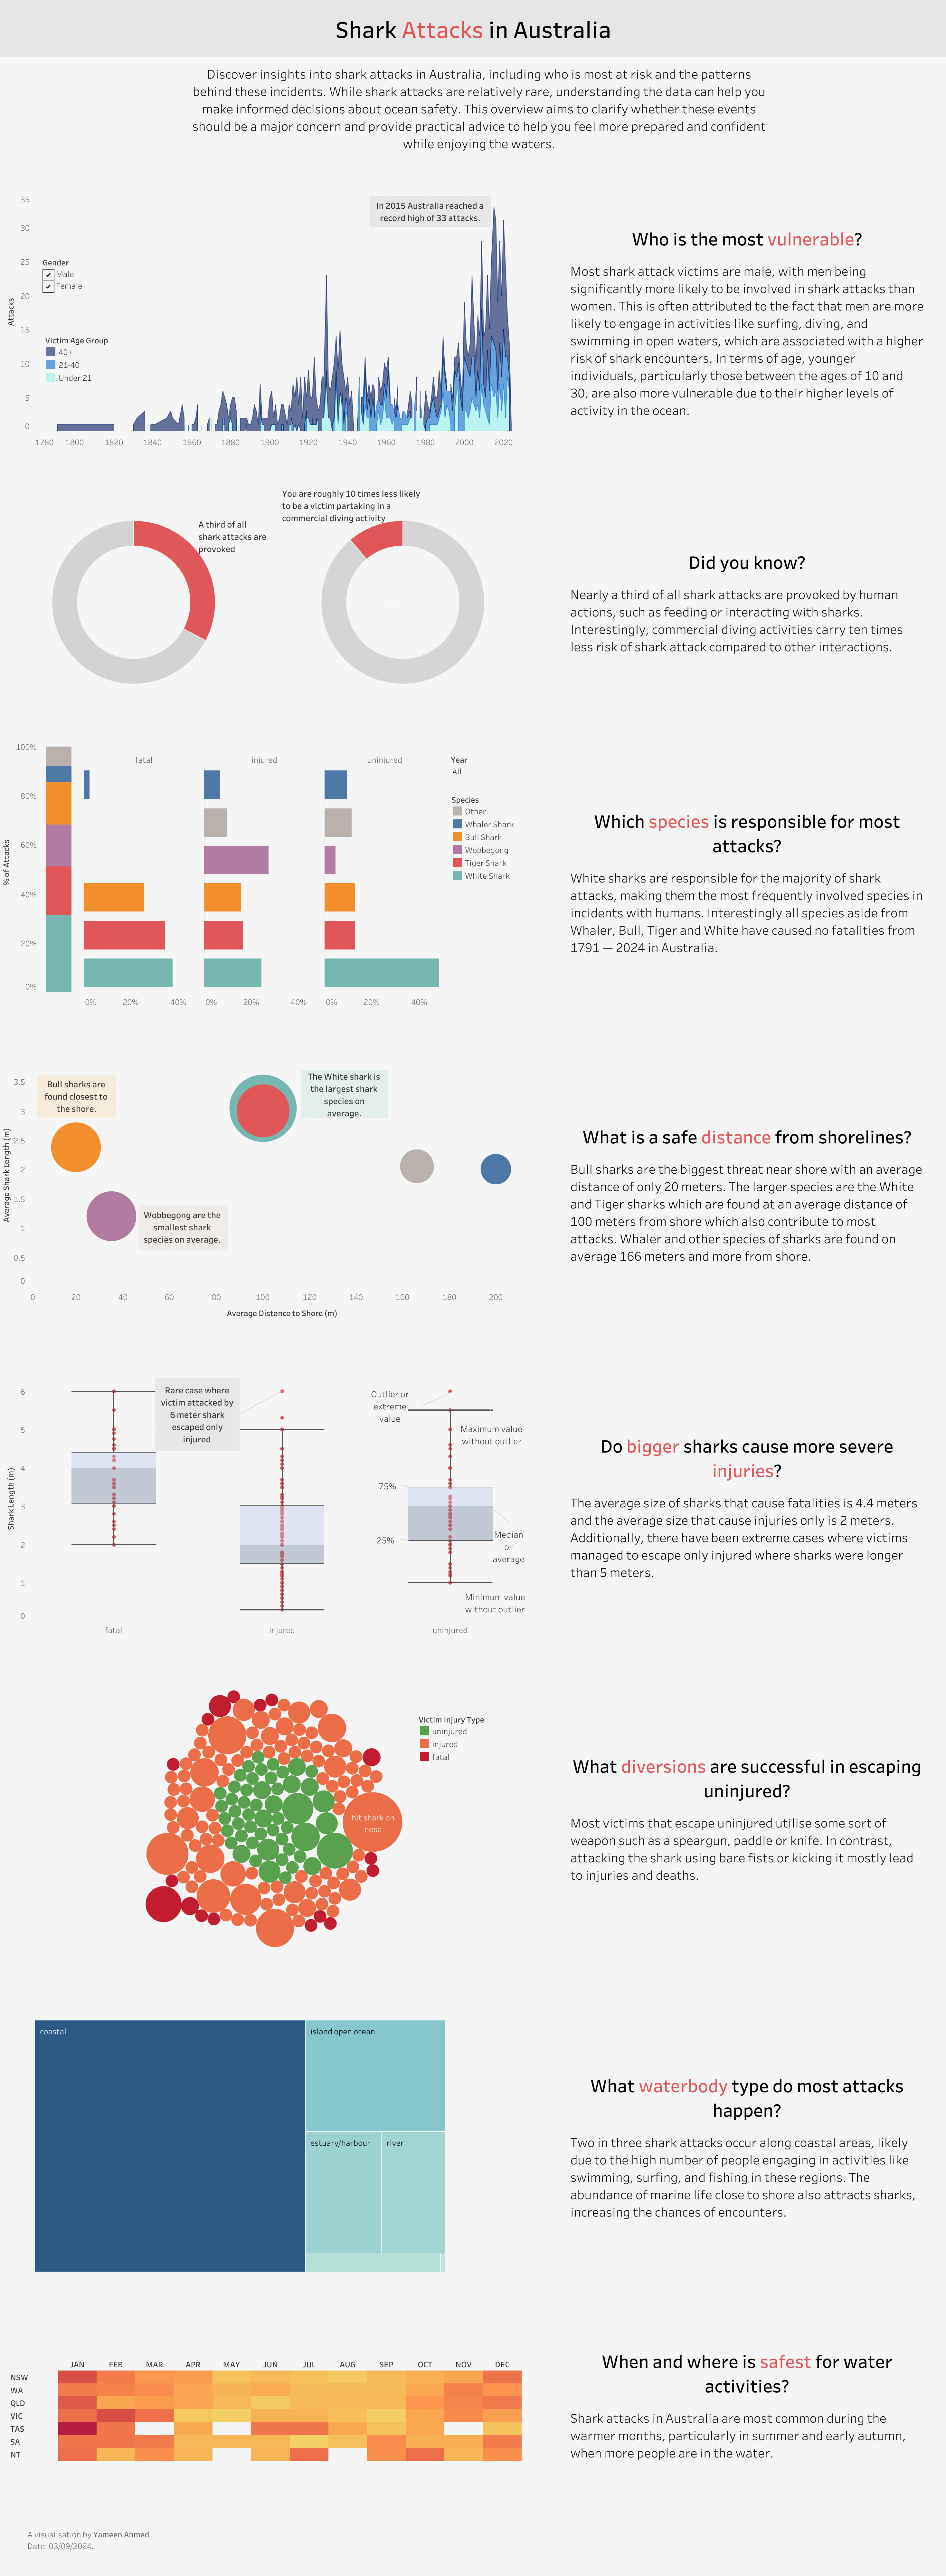 Shark Attacks in Australia
Discover insights into shark attacks in Australia, including who is most at risk and the patterns
behind these incidents. While shark attacks are relatively rare, understanding the data can help you
make informed decisions about ocean safety. This overview aims to clarify whether these events
should be a major concern and provide practical advice to help you feel more prepared and confident
while enjoying the waters.
35
30
25
20
15
10
5
0
Attacks
In 2015 Australia reached a
record high of 33 attacks.
Gender
✔ Male
✔ Female
Victim Age Group
40+
21-40
Under 21
1780 1800 1820 1840 1860 1880 1900 1920 1940 1960 1980 2000 2020
Who is the most vulnerable?
Most shark attack victims are male, with men being
significantly more likely to be involved in shark attacks than
women. This is often attributed to the fact that men are more
likely to engage in activities like surfing, diving, and
swimming in open waters, which are associated with a higher
risk of shark encounters. In terms of age, younger
individuals, particularly those between the ages of 10 and
30, are also more vulnerable due to their higher levels of
activity in the ocean.
A third of all
shark attacks are
provoked
You are roughly 10 times less likely
to be a victim partaking in a
commercial diving activity
Did you know?
Nearly a third of all shark attacks are provoked by human
actions, such as feeding or interacting with sharks.
Interestingly, commercial diving activities carry ten times
less risk of shark attack compared to other interactions.
100%
80%
60%
40%
20%
0%
% of Attacks
fatal injured uninjured
0% 20% 40% 0% 20% 40% 0% 20% 40%
Year
All
Species
Other
Whaler Shark
Bull Shark
Wobbegong
Tiger Shark
White Shark
Which species is responsible for most
attacks?
White sharks are responsible for the majority of shark
attacks, making them the most frequently involved species in
incidents with humans. Interestingly all species aside from
Whaler, Bull, Tiger and White have caused no fatalities from
1791 — 2024 in Australia.
3.5
3
2.5
2
1.5
1
0.5
0
Average Shark Length (m)
Bull sharks are
found closest to
the shore.
The White shark is
the largest shark
species on
average.
Wobbegong are the
smallest shark
species on average.
0 20 40 60 80 100 120 140 160 180 200
Average Distance to Shore (m)
What is a safe distance from shorelines?
Bull sharks are the biggest threat near shore with an average
distance of only 20 meters. The larger species are the White
and Tiger sharks which are found at an average distance of
100 meters from shore which also contribute to most
attacks. Whaler and other species of sharks are found on
average 166 meters and more from shore.
6
5
4
3
2
1
0
Shark Length (m)
Rare case where
victim attacked by
6 meter shark
escaped only
injured
Outlier or
extreme
value
Maximum value
without outlier
75%
25%
Median
or
average
Minimum value
without outlier
fatal injured uninjured
Do bigger sharks cause more severe
injuries?
The average size of sharks that cause fatalities is 4.4 meters
and the average size that cause injuries only is 2 meters.
Additionally, there have been extreme cases where victims
managed to escape only injured where sharks were longer
than 5 meters.
Victim Injury Type
uninjured
injured
fatal
hit shark on
nose
What diversions are successful in escaping
uninjured?
Most victims that escape uninjured utilise some sort of
weapon such as a speargun, paddle or knife. In contrast,
attacking the shark using bare fists or kicking it mostly lead
to injuries and deaths.
coastal
island open ocean
estuary/harbour
river
What waterbody type do most attacks
happen?
Two in three shark attacks occur along coastal areas, likely
due to the high number of people engaging in activities like
swimming, surfing, and fishing in these regions. The
abundance of marine life close to shore also attracts sharks,
increasing the chances of encounters.
JAN FEB MAR APR MAY JUN JUL AUG SEP OCT NOV DEC
NSW
WA
QLD
VIC
TAS
SA
NT
When and where is safest for water
activities?
Shark attacks in Australia are most common during the
warmer months, particularly in summer and early autumn,
when more people are in the water.
A visualisation by Yameen Ahmed
Date: 03/09/2024..